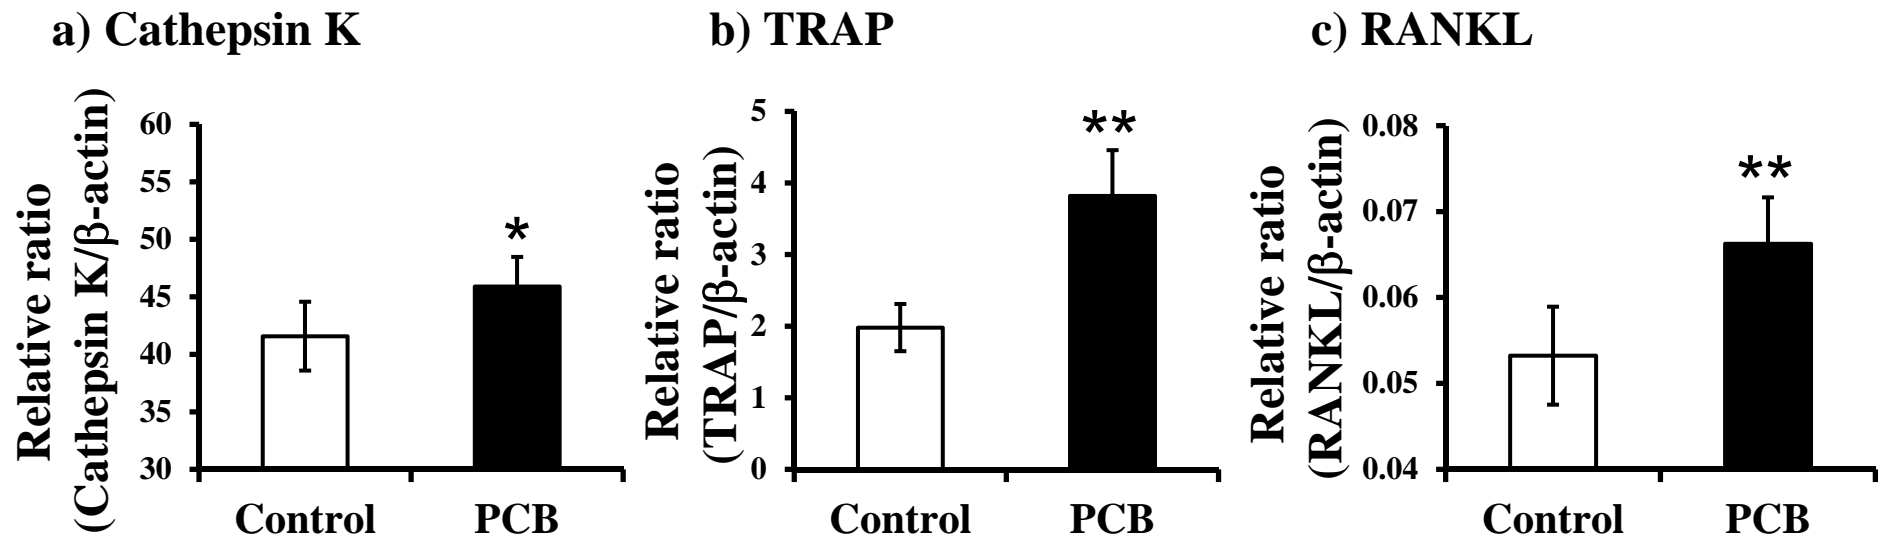 a) Cathepsin K
Relative ratio
(Cathepsin K/β-actin)
60
55
50
45
40
35
30
*
Control
PCB
b) TRAP
Relative ratio
(TRAP/β-actin)
5
4
3
2
1
0
**
Control
PCB
c) RANKL
Relative ratio
(RANKL/β-actin)
0.08
0.07
0.06
0.05
0.04
**
Control
PCB